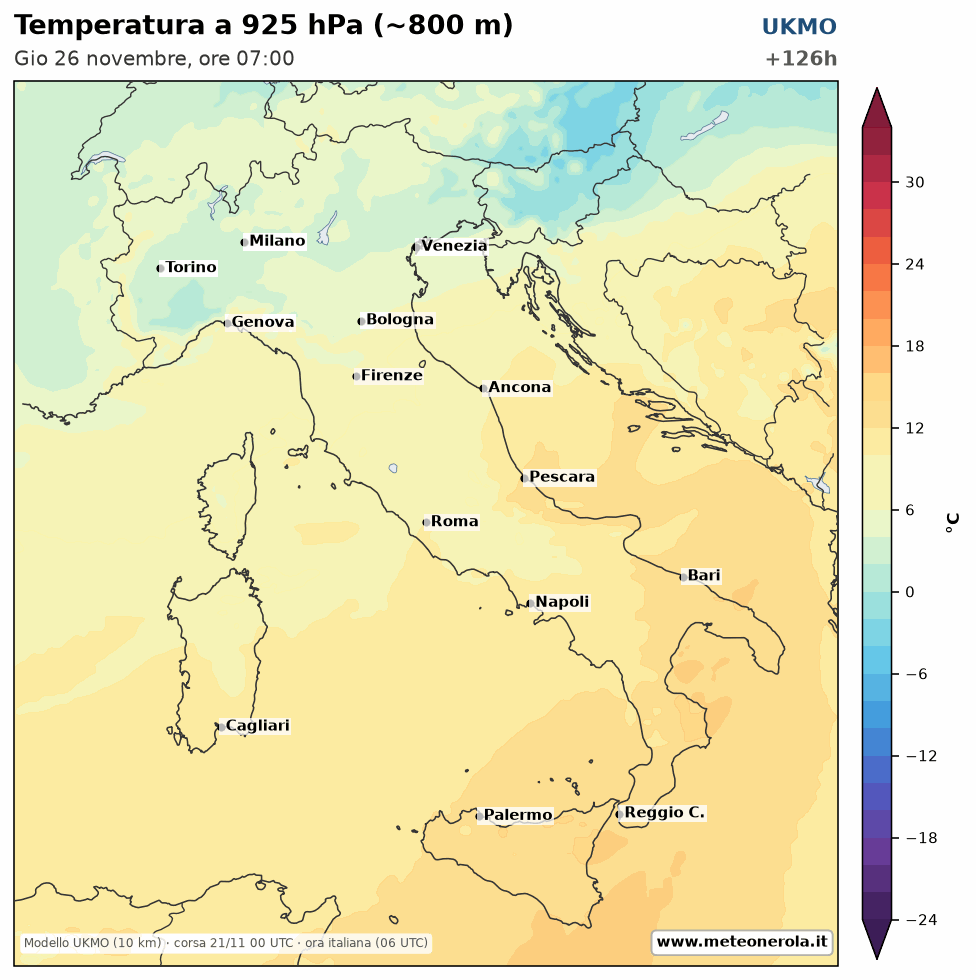 Temperatura a 925 hPa (~800 m)
UKMO
Gio 26 novembre, ore 07:00
+126h
Milano
Venezia
Torino
Genova
Bologna
Firenze
Ancona
Pescara
Roma
Bari
Napoli
Cagliari
Palermo
Reggio C.
30
24
18
12
6
0
−6
−12
−18
−24
°C
Modello UKMO (10 km) · corsa 21/11 00 UTC · ora italiana (06 UTC)
www.meteonerola.it